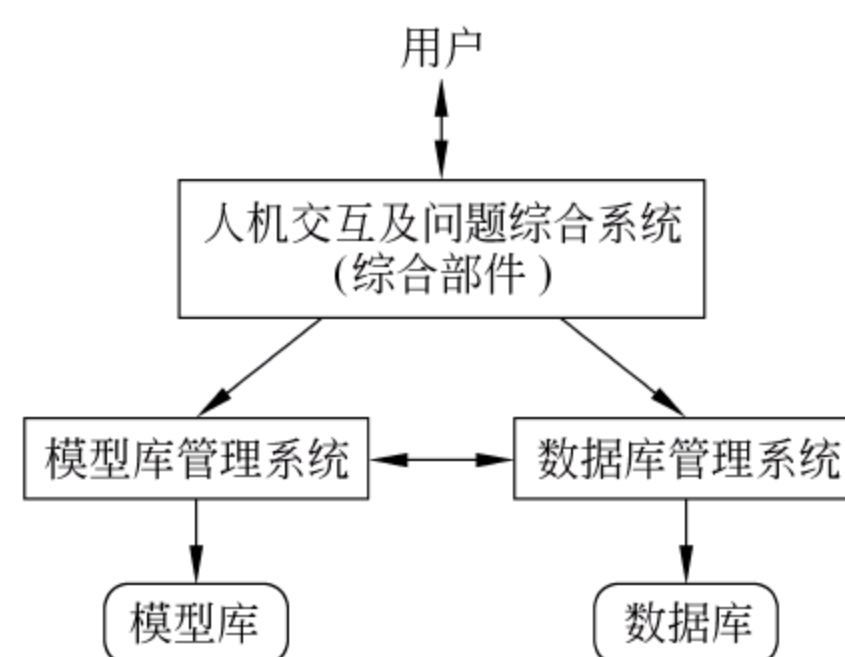 用户
人机交互及问题综合系统
(综合部件)
模型库管理系统
数据库管理系统
模型库
数据库